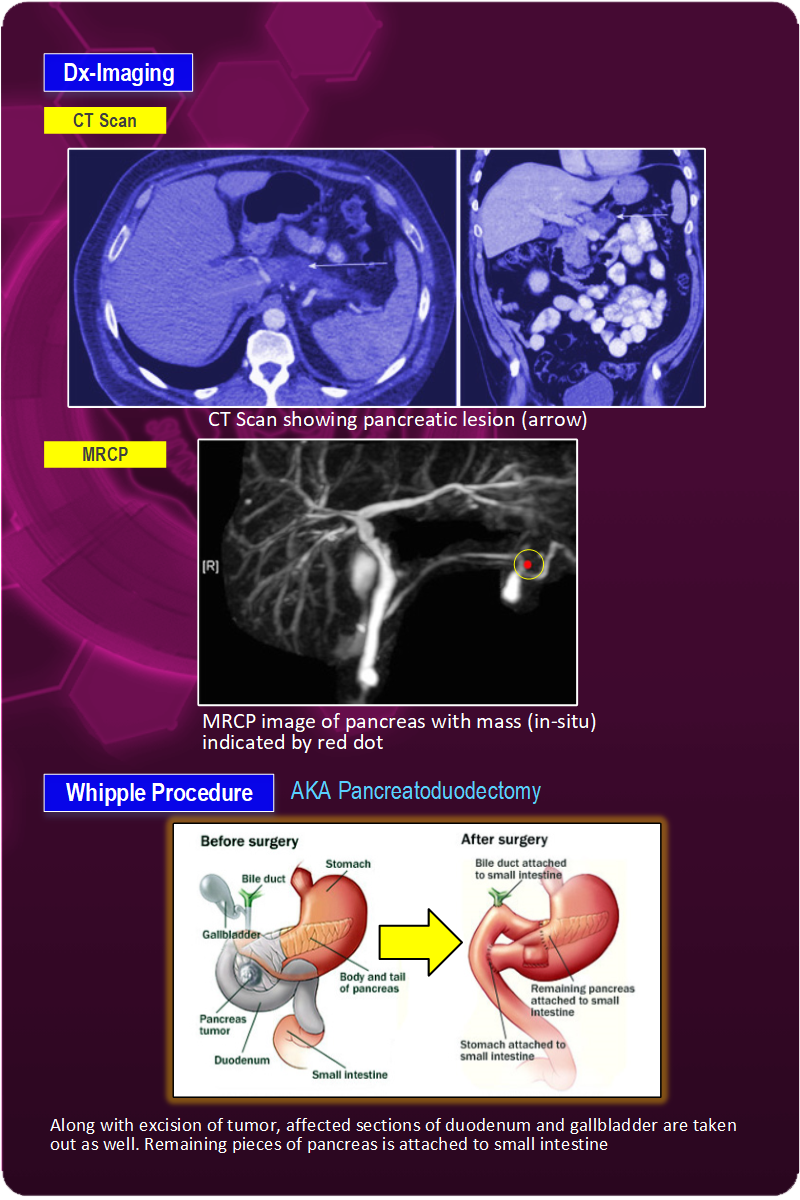 Dx-Imaging
CT Scan
CT Scan showing pancreatic lesion (arrow)
MRCP
[R]
MRCP image of pancreas with mass (in-situ)
indicated by red dot
Whipple Procedure
AKA Pancreatoduodectomy
Before surgery
Stomach
Bile duct
Gallbladder
Body and tail
of pancreas
Pancreas
tumor
Duodenum
Small intestine
After surgery
Bile duct attached
to small intestine
Remaining pancreas
attached to small
intestine
Stomach attached to
small intestine
Along with excision of tumor, affected sections of duodenum and gallbladder are taken
out as well. Remaining pieces of pancreas is attached to small intestine